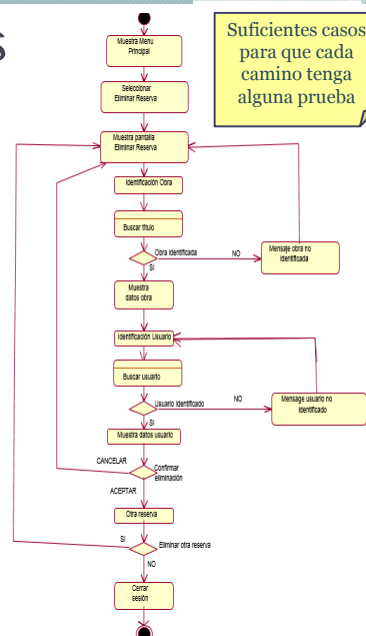 s
Suficientes casos
para que cada
camino tenga
alguna prueba
Muestra Menu
Principal
Seleccionar
Eliminar Reserva
Muestra pantalla
Eliminar Reserva
Identificación Obra
Buscar título
Obra Identificada
NO
Mensaje obra no
Identificada
SI
Muestra
datos obra
Identificación Usuario
Buscar usuario
Usuario Identificado
NO
Mensage usuario no
Identificado
SI
Muestra datos usuario
CANCELAR
Confirmar
eliminación
ACEPTAR
Otra reserva
SI
Eliminar otra reserva
NO
Cerrar
sesión